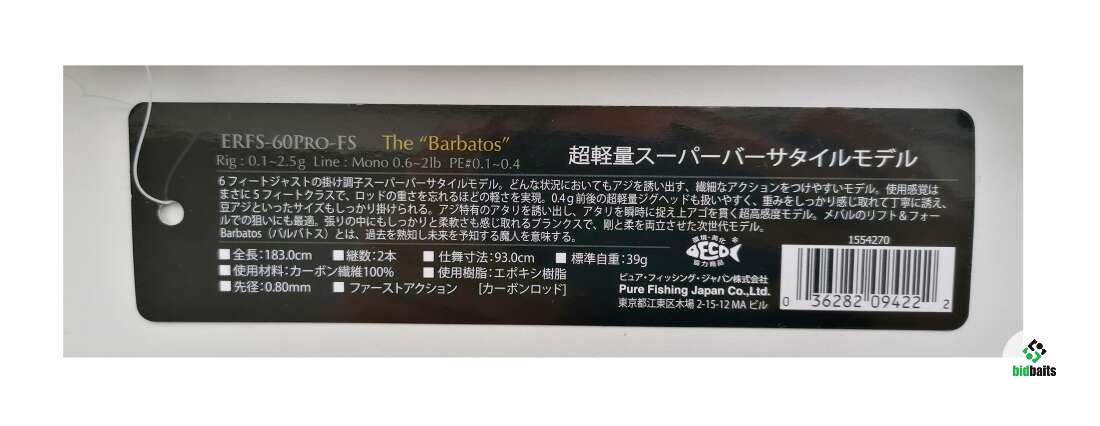 ERFS-60PRO-FS The “Barbatos”
Rig : 0.1~2.5g Line : Mono 0.6~2lb PE#0.1~0.4
超軽量スーパーバーサタイルモデル
6フィートジャストの掛け調子スーパーバーサタイルモデル。どんな状況においてもアジを誘い出す、繊細なアクションをつけやすいモデル。使用感覚は
まさに5フィートクラスで、ロッドの重さを忘れるほどの軽さを実現。0.4g前後の超軽量ジグヘッドも扱いやすく、重みをしっかり感じ取れて丁寧に誘え、
豆アジといったサイズもしっかり掛けられる。アジ特有のアタリを誘い出し、アタリを瞬時に捉え上アゴを貫く超高感度モデル。メバルのリフト＆フォー
ルでの狙いにも最適。張りの中にもしっかりと柔軟さも感じ取れるブランクスで、剛と柔を両立させた次世代モデル。
Barbatos（バルバトス）とは、過去を熟知し未来を予知する魔人を意味する。
■全長：183.0cm ■継数：2本 ■仕舞寸法：93.0cm ■標準自重：39g
■使用材料：カーボン繊維100% ■使用樹脂：エポキシ樹脂
■先径：0.80mm ■ファーストアクション [カーボンロッド]
環境・美化
ECO
協力商品
ピュア・フィッシング・ジャパン株式会社
Pure Fishing Japan Co., Ltd.
東京都江東区木場 2-15-12 MA ビル
1554270
0 36282 09422 2
bidbaits